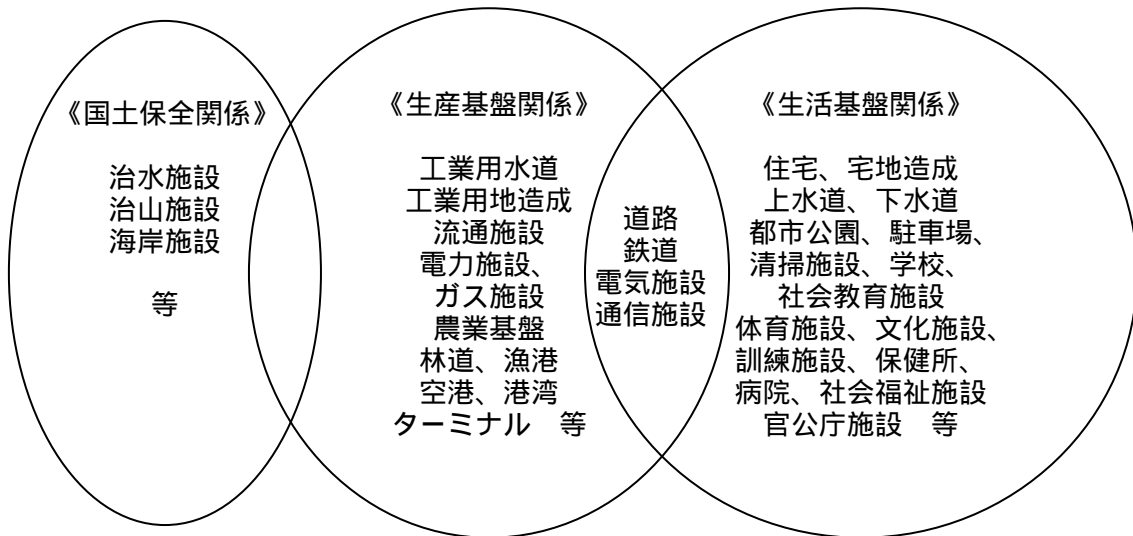 《国土保全関係》
治水施設
治山施設
海岸施設
等
《生産基盤関係》
工業用水道
工業用地造成
流通施設
電力施設、
ガス施設
農業基盤
林道、漁港
空港、港湾
ターミナル　等
道路
鉄道
電気施設
通信施設
《生活基盤関係》
住宅、宅地造成
上水道、下水道
都市公園、駐車場、
清掃施設、学校、
社会教育施設
体育施設、文化施設、
訓練施設、保健所、
病院、社会福祉施設
官公庁施設　等